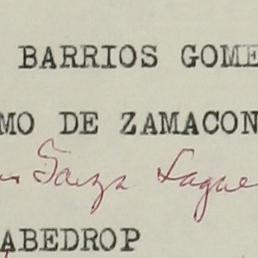 BARRIOS GOME
MO DE ZAMACON
Garza Lague
ABEDROP